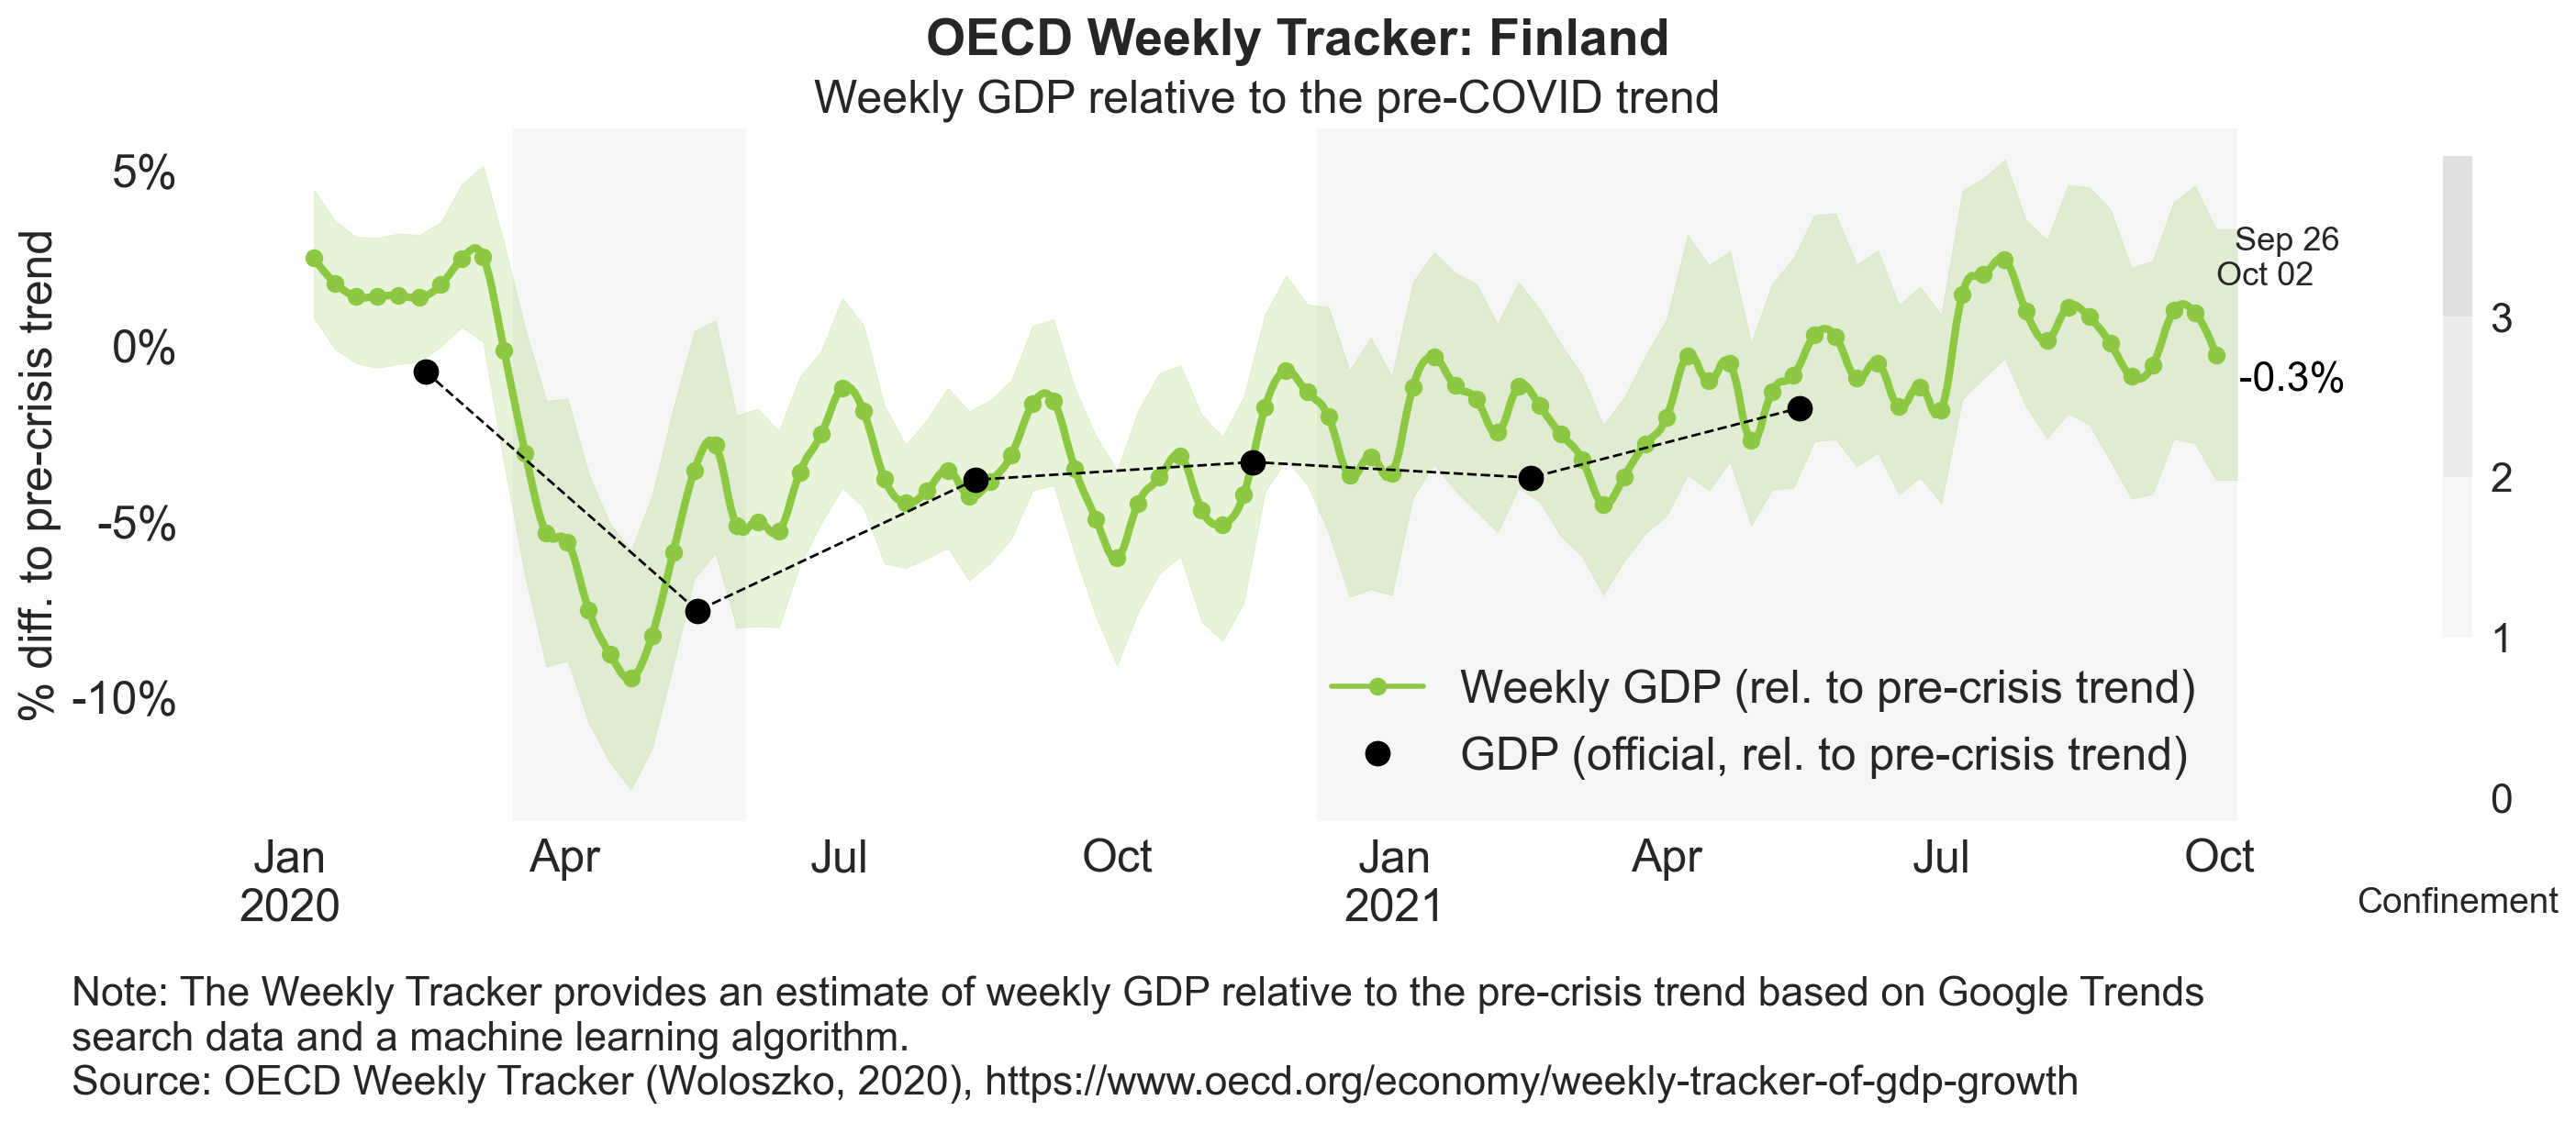 OECD Weekly Tracker: Finland
Weekly GDP relative to the pre-COVID trend
% diff. to pre-crisis trend
5%
0%
-5%
-10%
Sep 26
Oct 02
-0.3%
Weekly GDP (rel. to pre-crisis trend)
GDP (official, rel. to pre-crisis trend)
3
2
1
0
Jan Apr Jul Oct Jan Apr Jul Oct
2020 2021
Confinement
Note: The Weekly Tracker provides an estimate of weekly GDP relative to the pre-crisis trend based on Google Trends
search data and a machine learning algorithm.
Source: OECD Weekly Tracker (Woloszko, 2020), https://www.oecd.org/economy/weekly-tracker-of-gdp-growth